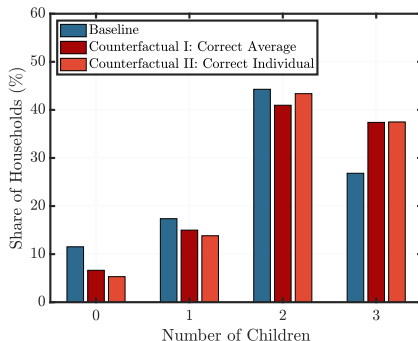 60
50
40
30
20
10
0
Share of Households (%)
Baseline
Counterfactual I: Correct Average
Counterfactual II: Correct Individual
0 1 2 3
Number of Children